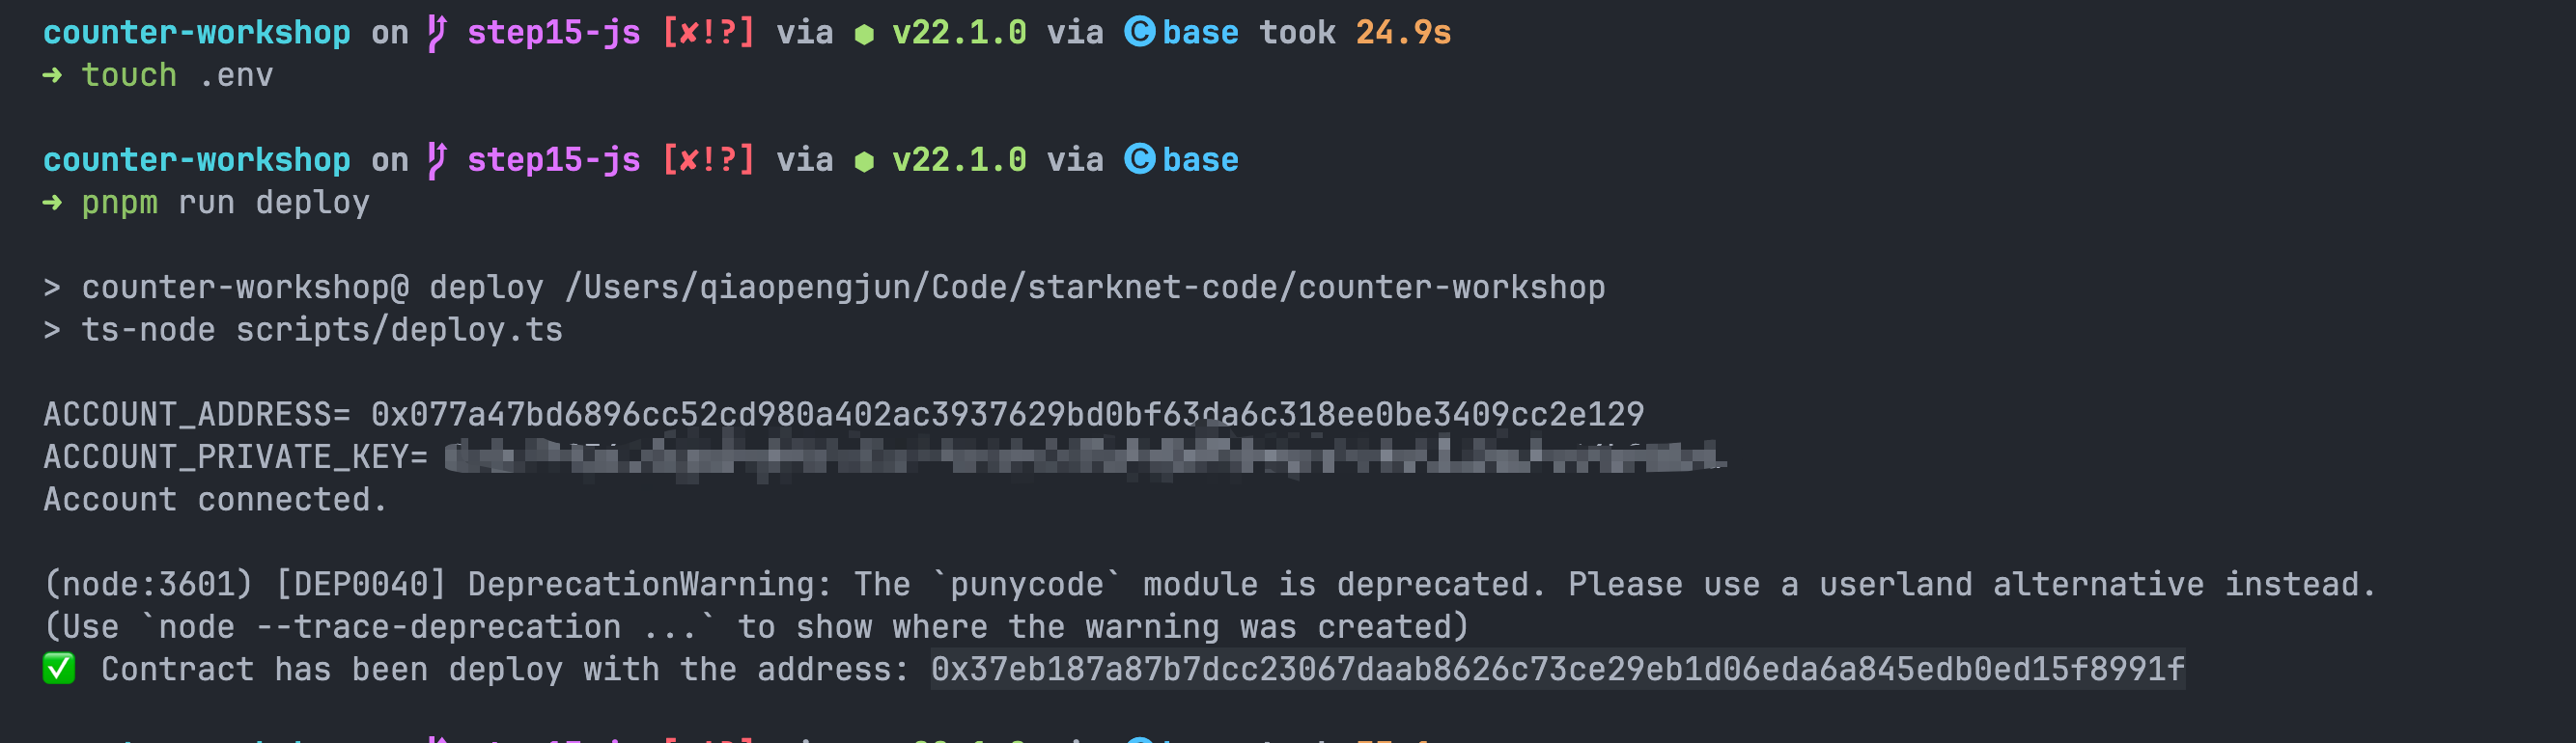 counter-workshop on step15-js [✘!?] via ⬢ v22.1.0 via Ⓒ base took 24.9s
➜ touch .env
counter-workshop on step15-js [✘!?] via ⬢ v22.1.0 via Ⓒ base
➜ pnpm run deploy
> counter-workshop@ deploy /Users/qiaopengjun/Code/starknet-code/counter-workshop
> ts-node scripts/deploy.ts
ACCOUNT_ADDRESS= 0x077a47bd6896cc52cd980a402ac3937629bd0bf63da6c318ee0be3409cc2e129
ACCOUNT_PRIVATE_KEY=
Account connected.
(node:3601) [DEP0040] DeprecationWarning: The `punycode` module is deprecated. Please use a userland alternative instead.
(Use `node --trace-deprecation ...` to show where the warning was created)
✅ Contract has been deploy with the address: 0x37eb187a87b7dcc23067daab8626c73ce29eb1d06eda6a845edb0ed15f8991f